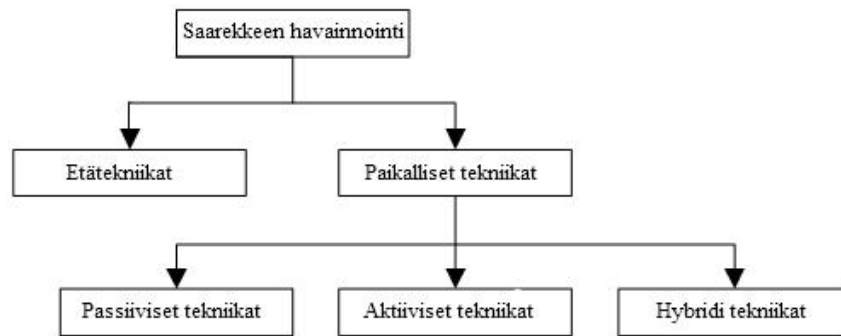 Saarekkeen havainnointi
Etätekniikat
Paikalliset tekniikat
Passiiviset tekniikat
Aktiiviset tekniikat
Hybridi tekniikat